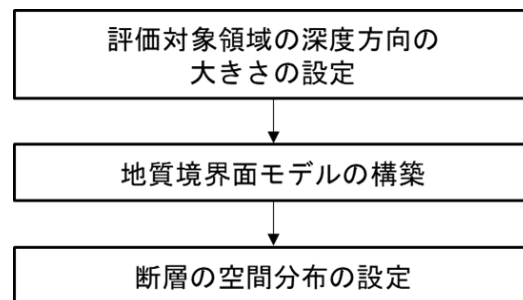 評価対象領域の深度方向の
大きさの設定
地質境界面モデルの構築
断層の空間分布の設定